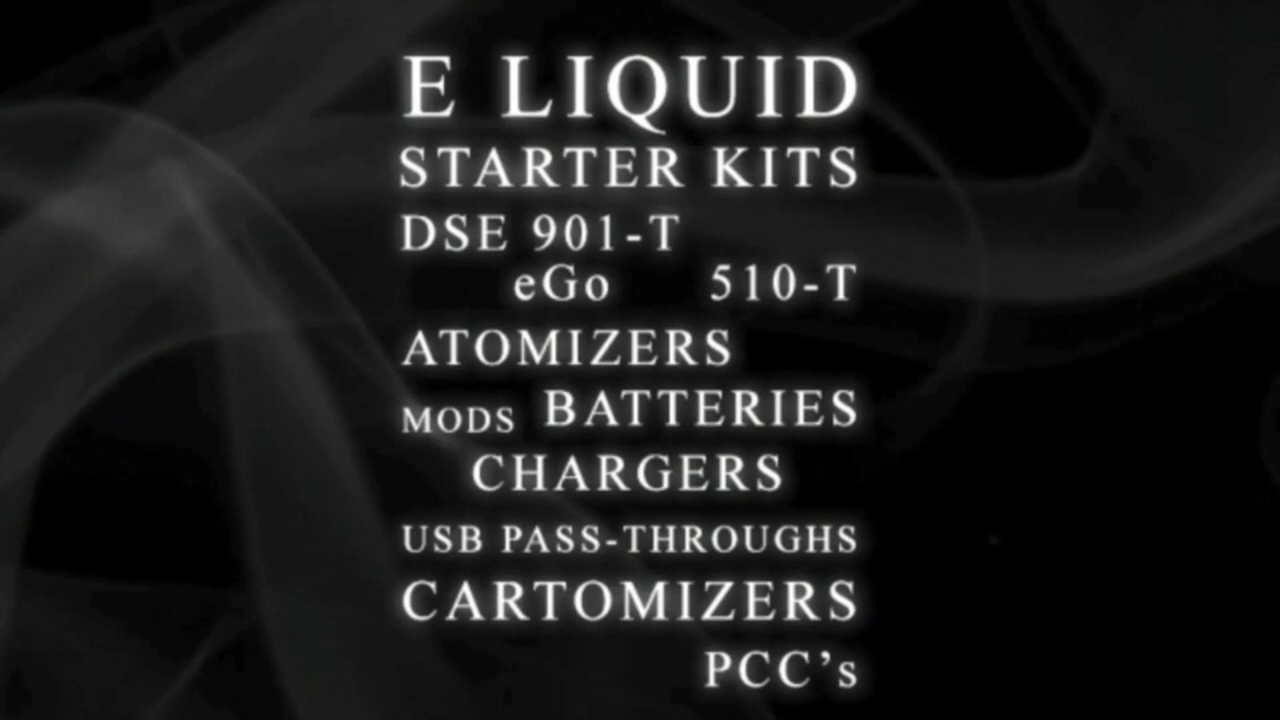 E LIQUID
STARTER KITS
DSE 901-T
eGo 510-T
ATOMIZERS
MODS BATTERIES
CHARGERS
USB PASS-THROUGHS
CARTOMIZERS
PCC’s